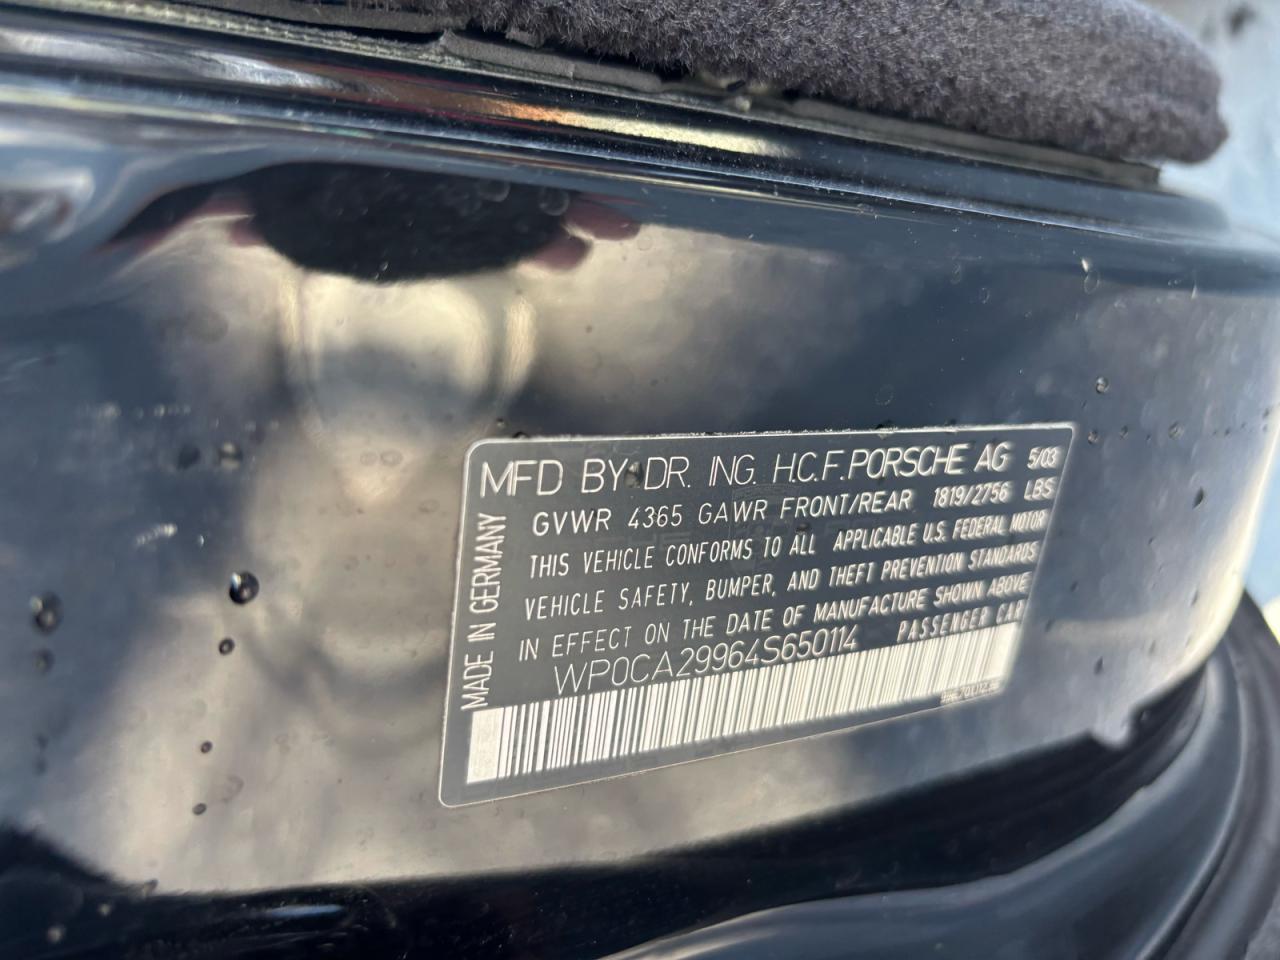 MFD BY DR. ING. H.C.F. PORSCHE AG 5/03
GVWR 4365 GAWR FRONT/REAR 1819/2756 LBS
THIS VEHICLE CONFORMS TO ALL APPLICABLE U.S. FEDERAL MOTOR
VEHICLE SAFETY, BUMPER, AND THEFT PREVENTION STANDARDS
IN EFFECT ON THE DATE OF MANUFACTURE SHOWN ABOVE
WP0CA29964S650114 PASSENGER CAR
MADE IN GERMANY